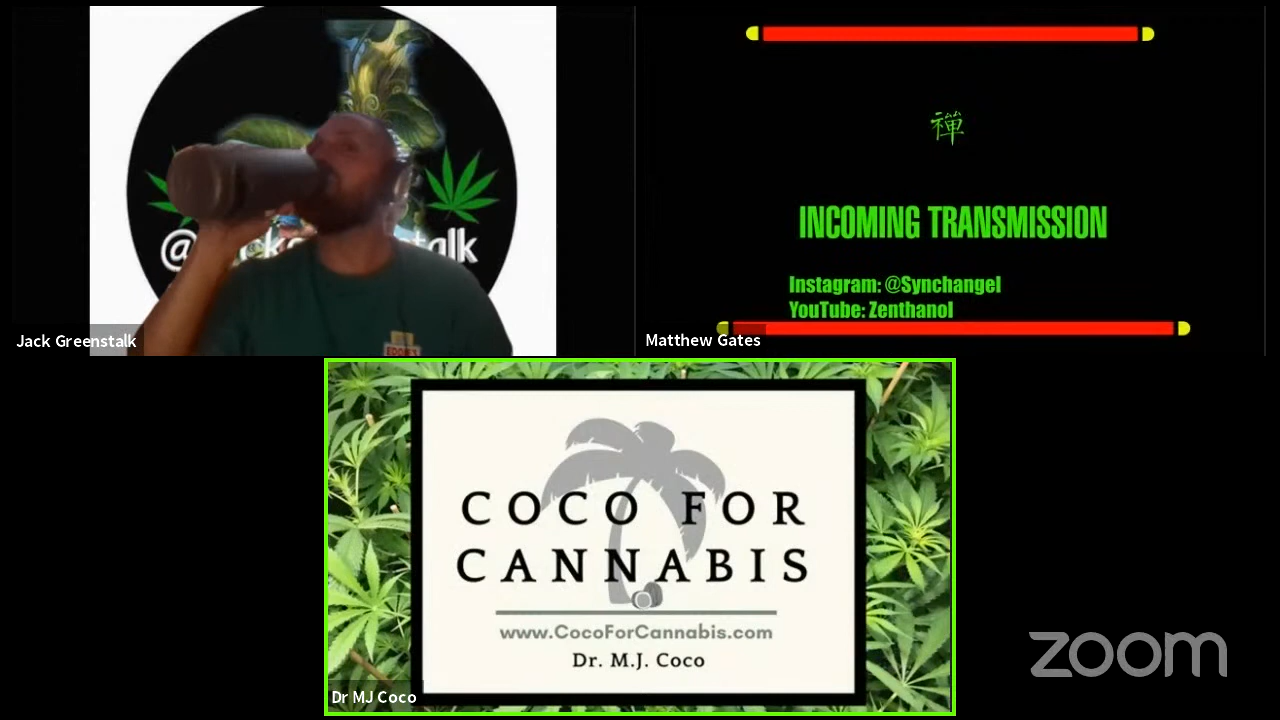 Jack Greenstalk
禪
INCOMING TRANSMISSION
Instagram: @Synchangel
YouTube: Zenthanol
Matthew Gates
COCO FOR
CANNABIS
www.CocoForCannabis.com
Dr. M.J. Coco
Dr MJ Coco
zoom